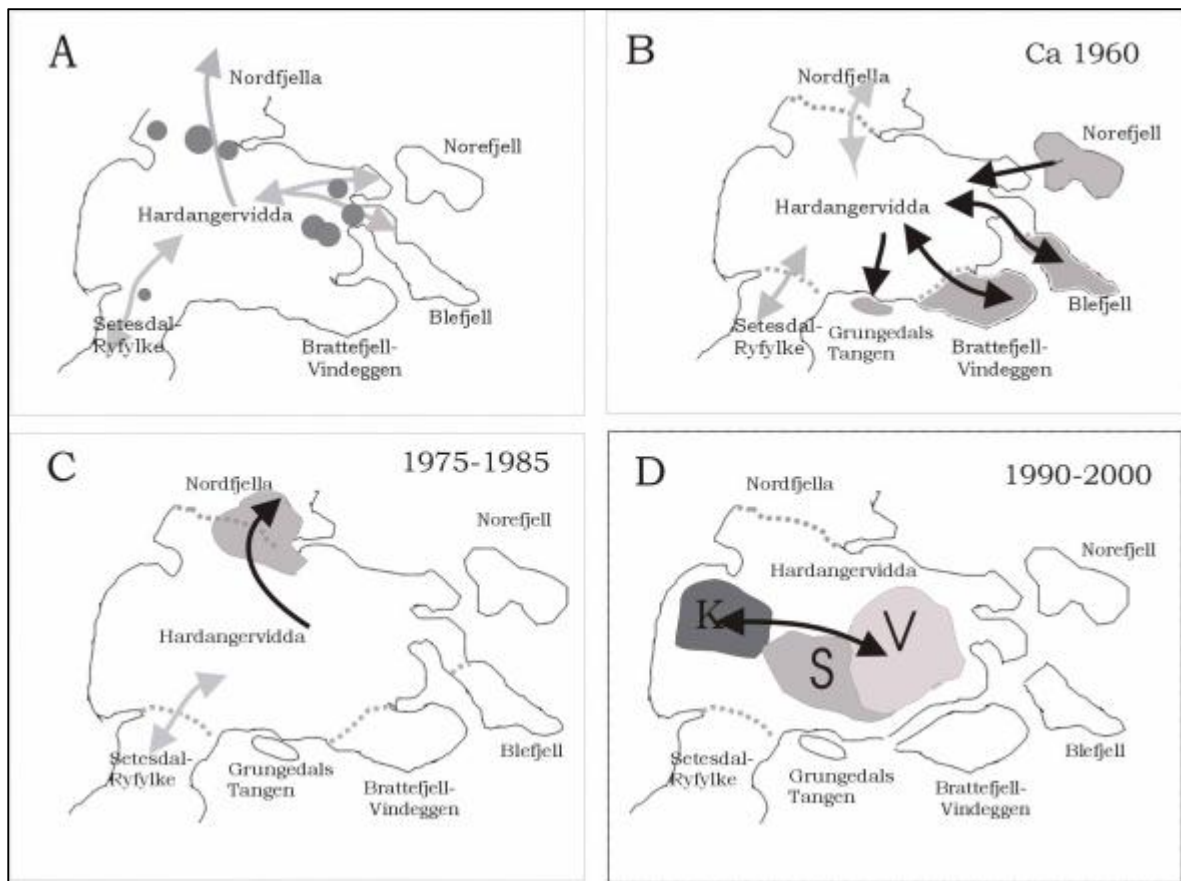 A
Nordfjella
Norefjell
Hardangervidda
Setesdal-
Ryfylke
Blefjell
Brattefjell-
Vindeggen
B
Ca 1960
Nordfjella
Norefjell
Hardangervidda
Blefjell
Setesdal-
Ryfylke
Grungedals
Tangen
Brattefjell-
Vindeggen
C
1975-1985
Nordfjella
Norefjell
Hardangervidda
Setesdal-
Ryfylke
Grungedals
Tangen
Blefjell
Brattefjell-
Vindeggen
D
1990-2000
Nordfjella
Norefjell
Hardangervidda
K
V
S
Setesdal-
Ryfylke
Grungedals
Tangen
Blefjell
Brattefjell-
Vindeggen